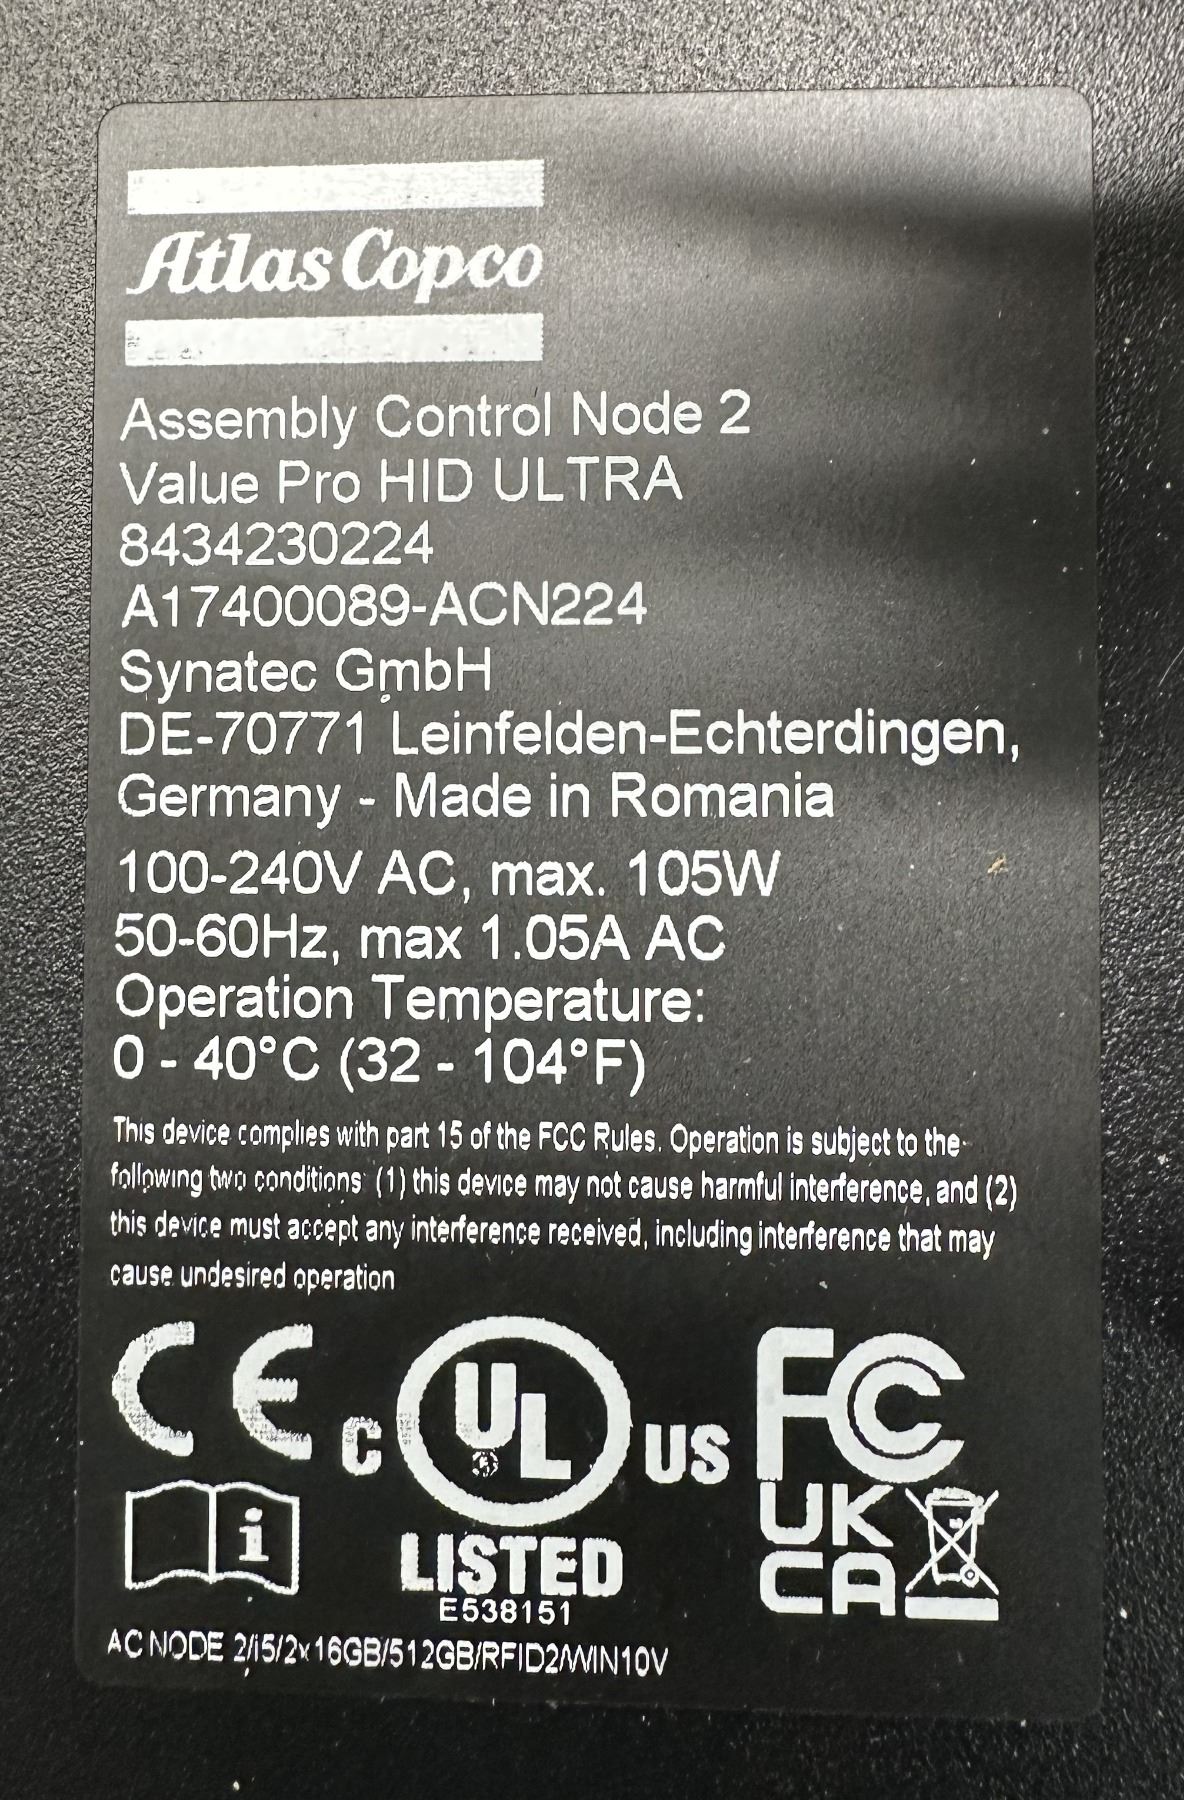 Atlas Copco
Assembly Control Node 2
Value Pro HID ULTRA
8434230224
A17400089-ACN224
Synatec GmbH
DE-70771 Leinfelden-Echterdingen,
Germany - Made in Romania
100-240V AC, max. 105W
50-60Hz, max 1.05A AC
Operation Temperature:
0 - 40°C (32 - 104°F)
This device complies with part 15 of the FCC Rules. Operation is subject to the
following two conditions: (1) this device may not cause harmful interference, and (2)
this device must accept any interference received, including interference that may
cause undesired operation
CE C UL US FC
LISTED
UK
CA
E538151
AC NODE 2/i5/2x16GB/512GB/RFID2/WIN10V